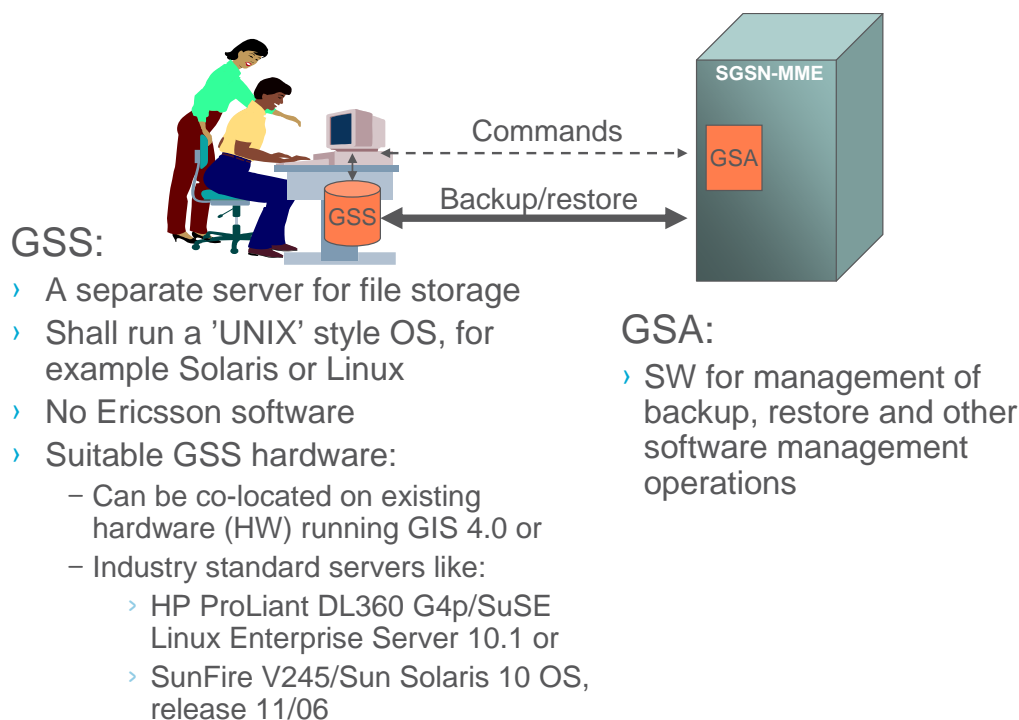 SGSN-MME
GSA
Commands
Backup/restore
GSS
GSS:
› A separate server for file storage
› Shall run a ’UNIX’ style OS, for
example Solaris or Linux
› No Ericsson software
› Suitable GSS hardware:
– Can be co-located on existing
hardware (HW) running GIS 4.0 or
– Industry standard servers like:
› HP ProLiant DL360 G4p/SuSE
Linux Enterprise Server 10.1 or
› SunFire V245/Sun Solaris 10 OS,
release 11/06
GSA:
› SW for management of
backup, restore and other
software management
operations